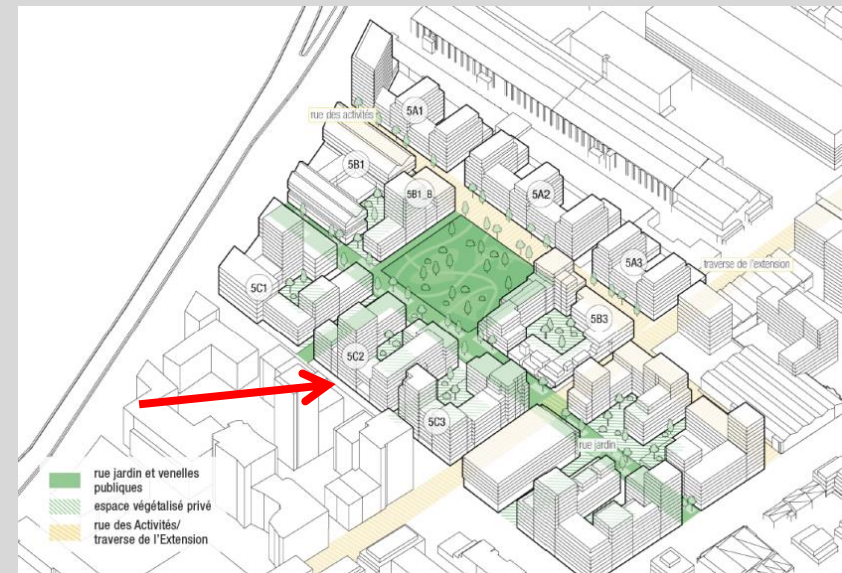 5A1
rue des activités
5B1
5B1_B
5A2
5A3
traverse de l'extension
5C1
5B3
5C2
5C3
rue jardin
rue jardin et venelles
publiques
espace végétalisé privé
rue des Activités/
traverse de l'Extension